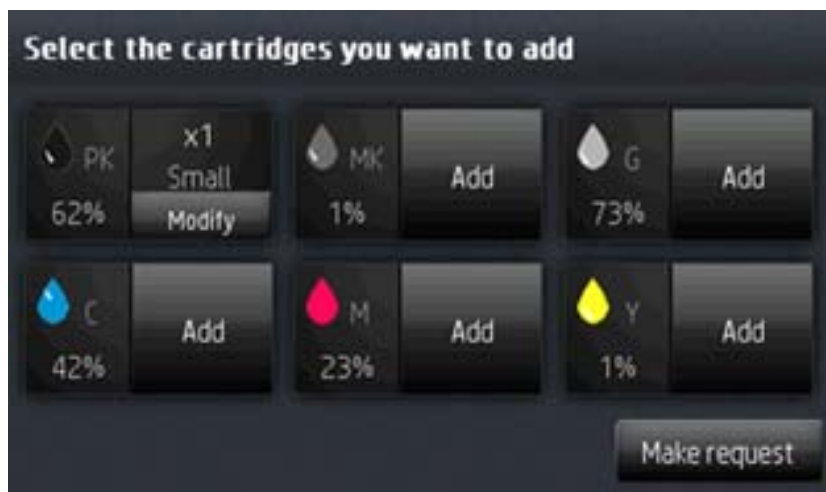 Select the cartridges you want to add
PK
62%
x1
Small
Modify
MK
1%
Add
G
73%
Add
C
42%
Add
M
23%
Add
Y
1%
Add
Make request